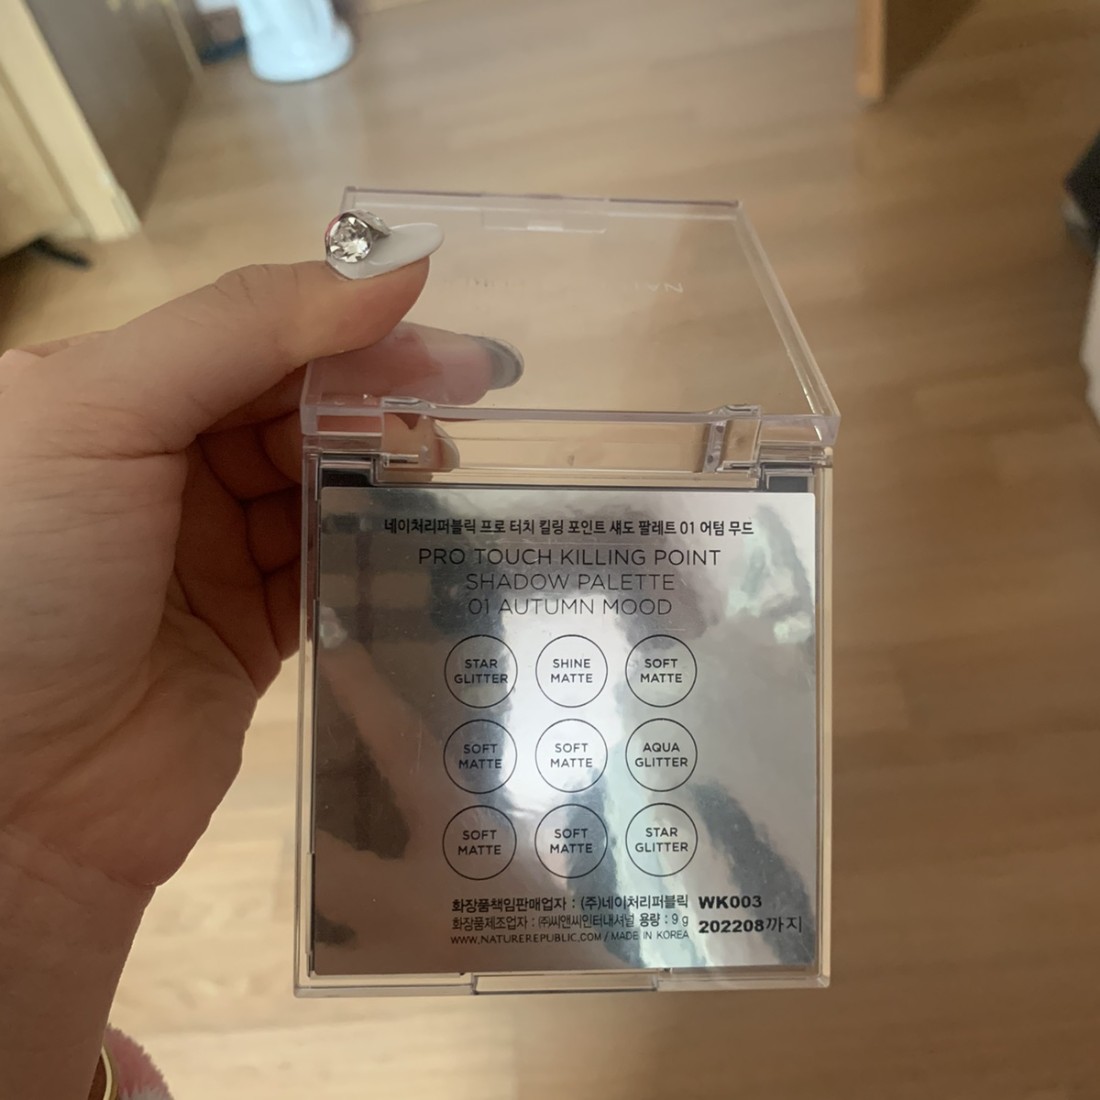 네이처리퍼블릭 프로 터치 킬링 포인트 섀도 팔레트 01 어텀 무드
PRO TOUCH KILLING POINT
SHADOW PALETTE
01 AUTUMN MOOD
STAR GLITTER
SHINE MATTE
SOFT MATTE
SOFT MATTE
SOFT MATTE
AQUA GLITTER
SOFT MATTE
SOFT MATTE
STAR GLITTER
화장품책임판매업자 : (주)네이처리퍼블릭 WK003
화장품제조업자 : ㈜씨앤씨인터내셔널 용량 : 9 g 202208까지
WWW.NATUREREPUBLIC.COM / MADE IN KOREA